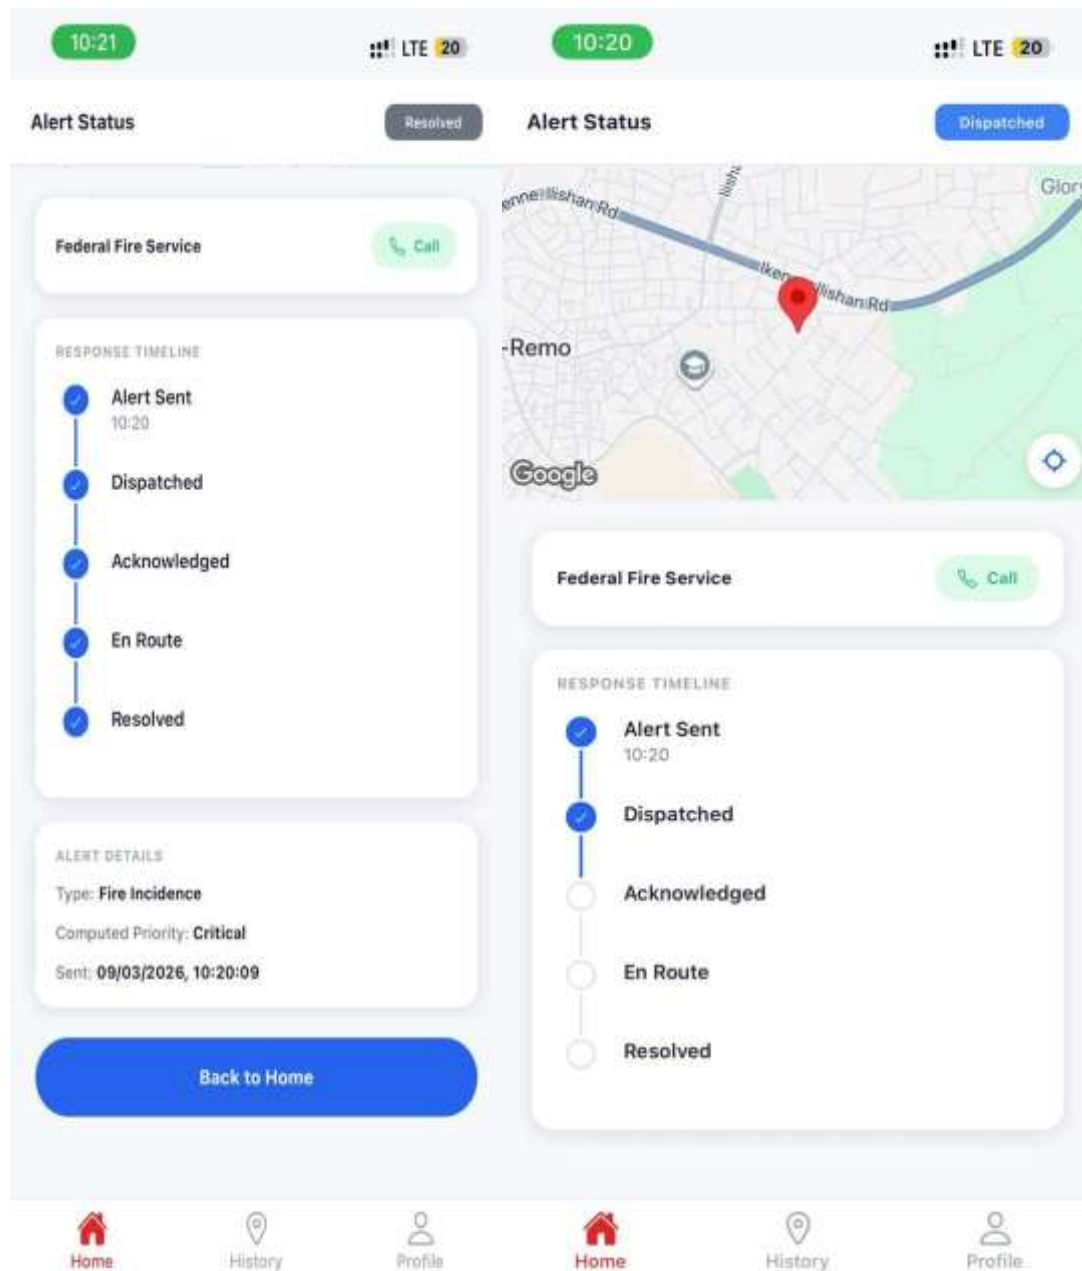 10:21
LTE 20
Alert Status
Resolved
Federal Fire Service
Call
RESPONSE TIMELINE
Alert Sent
10:20
Dispatched
Acknowledged
En Route
Resolved
ALERT DETAILS
Type: Fire Incidence
Computed Priority: Critical
Sent: 09/03/2026, 10:20:09
Back to Home
Home
History
Profile
10:20
LTE 20
Alert Status
Dispatched
Glory
enne Ilishan Rd
Ilishan Rd
-Remo
Google
Federal Fire Service
Call
RESPONSE TIMELINE
Alert Sent
10:20
Dispatched
Acknowledged
En Route
Resolved
Home
History
Profile